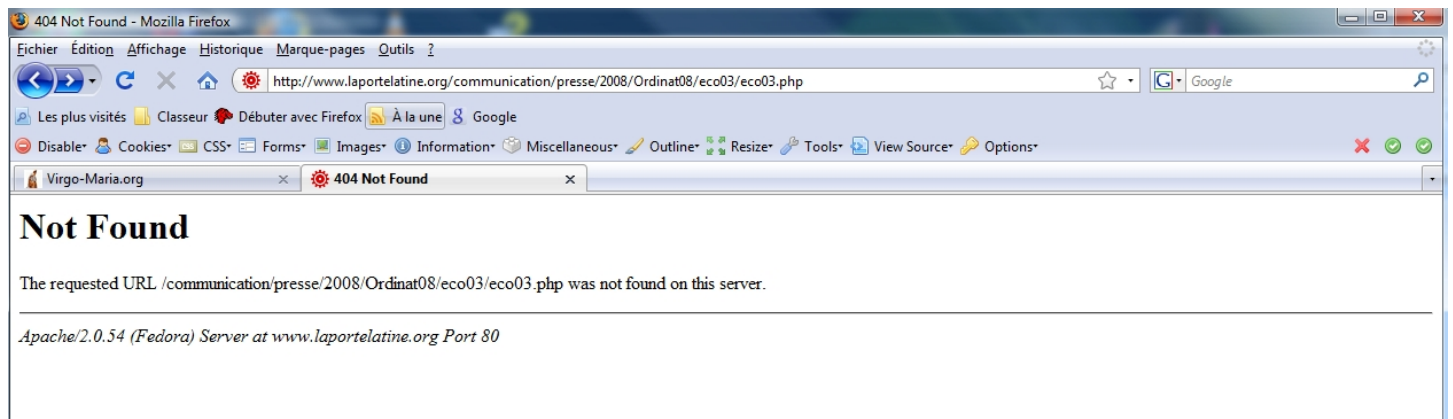 404 Not Found - Mozilla Firefox
Fichier Édition Affichage Historique Marque-pages Outils ?
http://www.laportelatine.org/communication/presse/2008/Ordinat08/eco03/eco03.php G Google
Les plus visités Classeur Débuter avec Firefox À la une Google
Disable Cookies CSS Forms Images Information Miscellaneous Outline Resize Tools View Source Options
Virgo-Maria.org 404 Not Found
Not Found
The requested URL /communication/presse/2008/Ordinat08/eco03/eco03.php was not found on this server.
Apache/2.0.54 (Fedora) Server at www.laportelatine.org Port 80